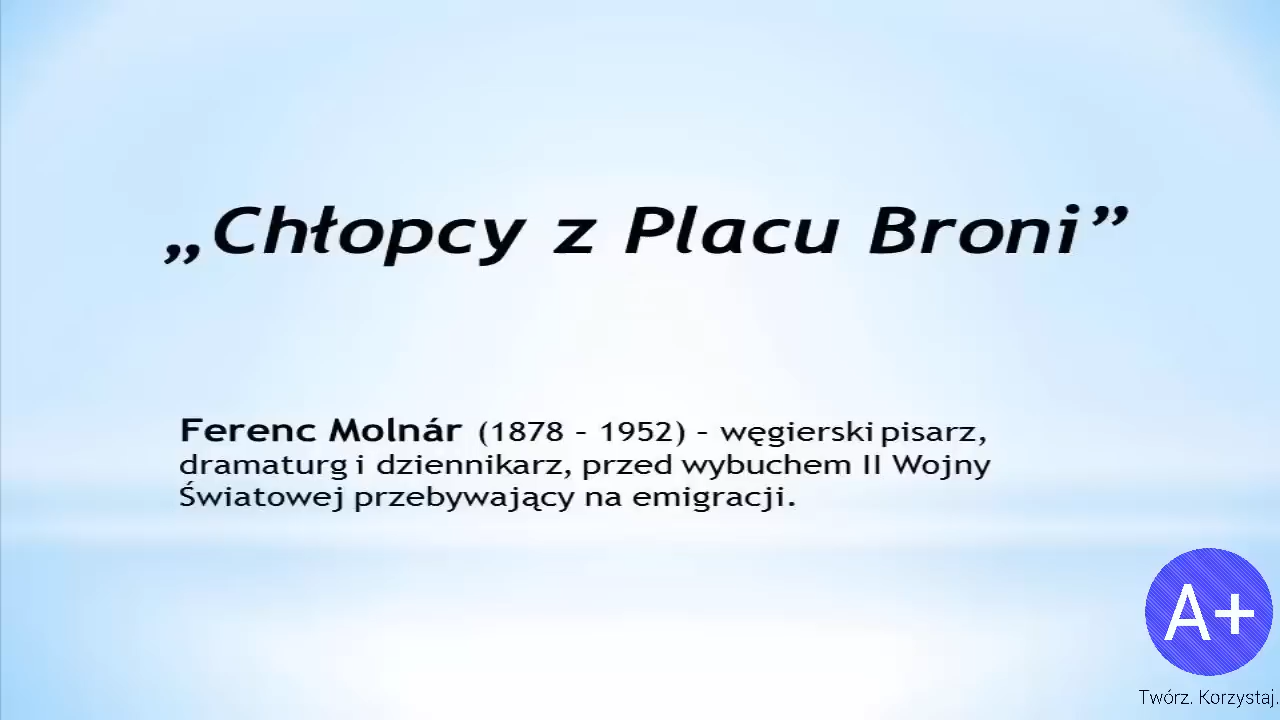 „Chłopcy z Placu Broni”
Ferenc Molnár (1878 – 1952) – węgierski pisarz,
dramaturg i dziennikarz, przed wybuchem II Wojny
Światowej przebywający na emigracji.
A+
Twórz. Korzystaj.